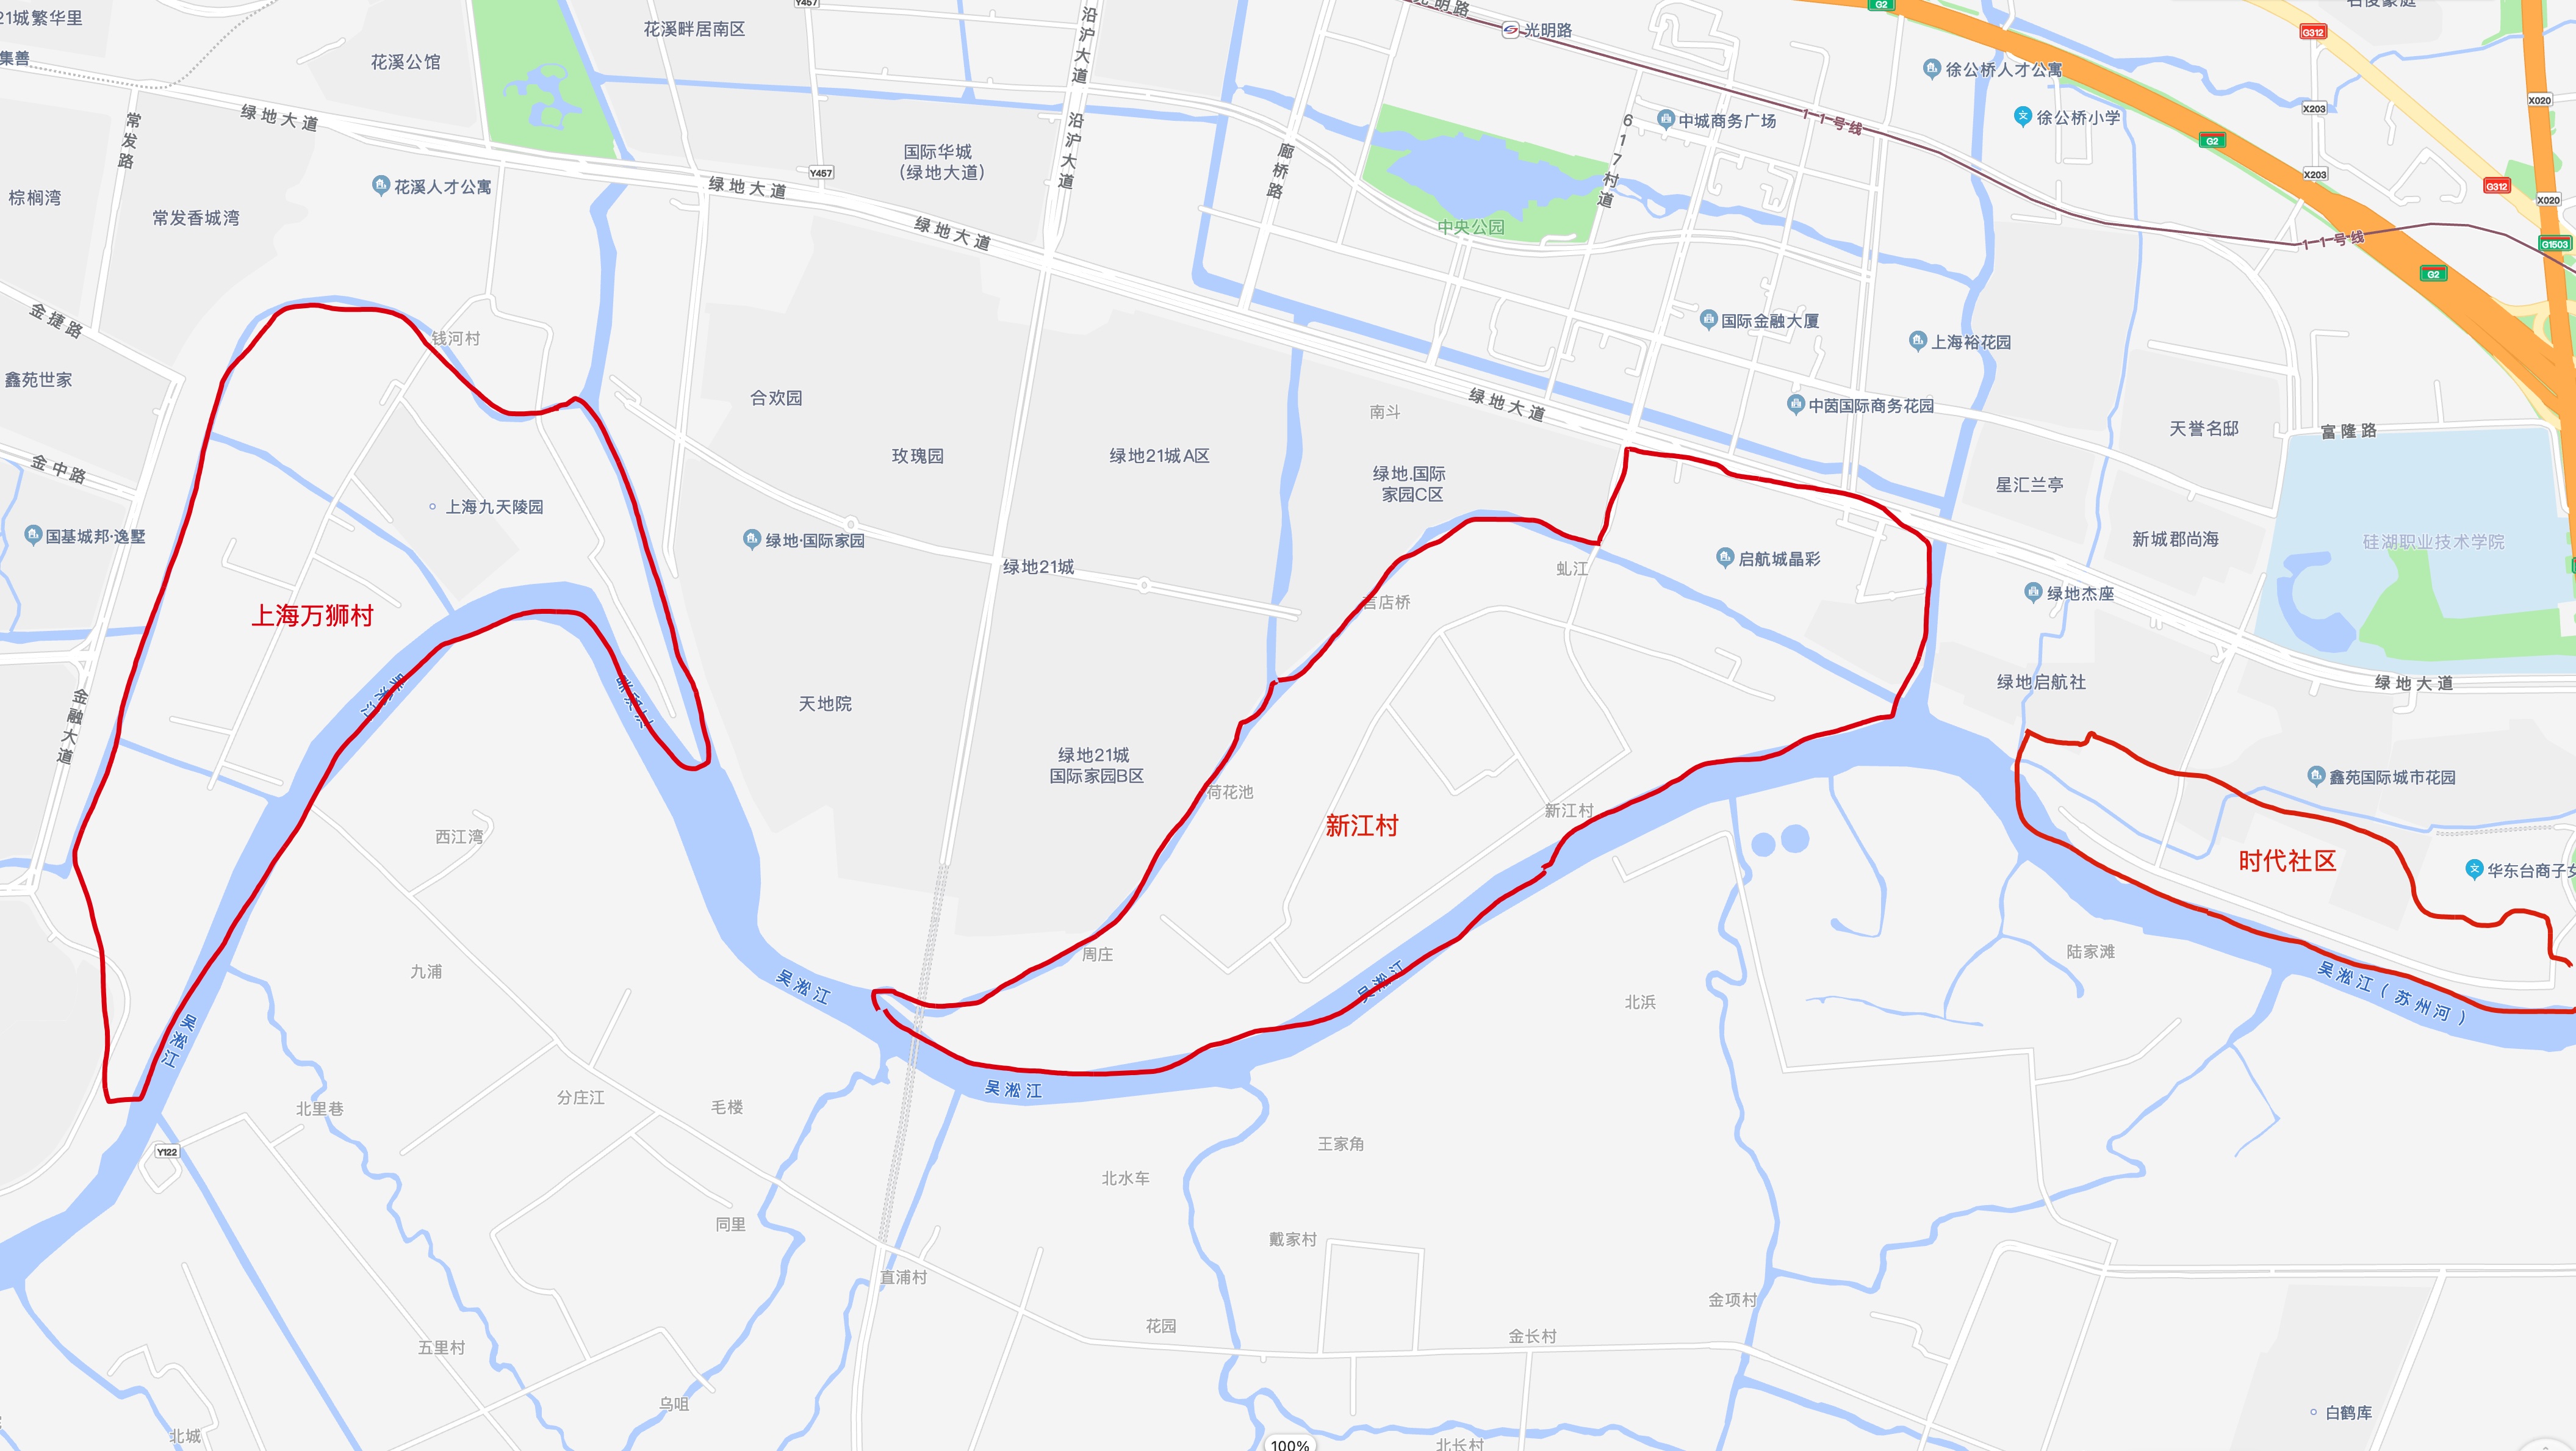 21城繁华里
集善
花溪公馆
花溪畔居南区
Y457
沿沪大道
光明路
G2
G312
徐公桥人才公寓
绿地大道
常发路
沿沪大道
国际华城
(绿地大道)
Y457
廊桥路
617村道
中城商务广场
11号线
徐公桥小学
X203
X020
G2
X203
G312
X020
棕榈湾
花溪人才公寓
常发香城湾
绿地大道
绿地大道
中央公园
11号线
G1503
G2
金捷路
钱河村
国际金融大厦
上海裕花园
鑫苑世家
合欢园
南斗
绿地大道
中茵国际商务花园
天誉名邸
富隆路
玫瑰园
绿地21城A区
金中路
绿地.国际
家园C区
星汇兰亭
上海九天陵园
国基城邦·逸墅
绿地·国际家园
绿地21城
虬江
启航城晶彩
新城郡尚海
硅湖职业技术学院
绿地杰座
上海万狮村
金融大道
天地院
绿地启航社
绿地大道
绿地21城
国际家园B区
荷花池
新江村
新江村
鑫苑国际城市花园
西江湾
时代社区
华东台商子女
九浦
周庄
吴淞江
吴淞江
吴淞江
吴淞江
北浜
陆家滩
吴淞江(苏州河)
北里巷
分庄江
毛楼
Y122
王家角
北水车
同里
戴家村
直浦村
金项村
花园
金长村
五里村
乌咀
北城
100%
北长村
白鹤库